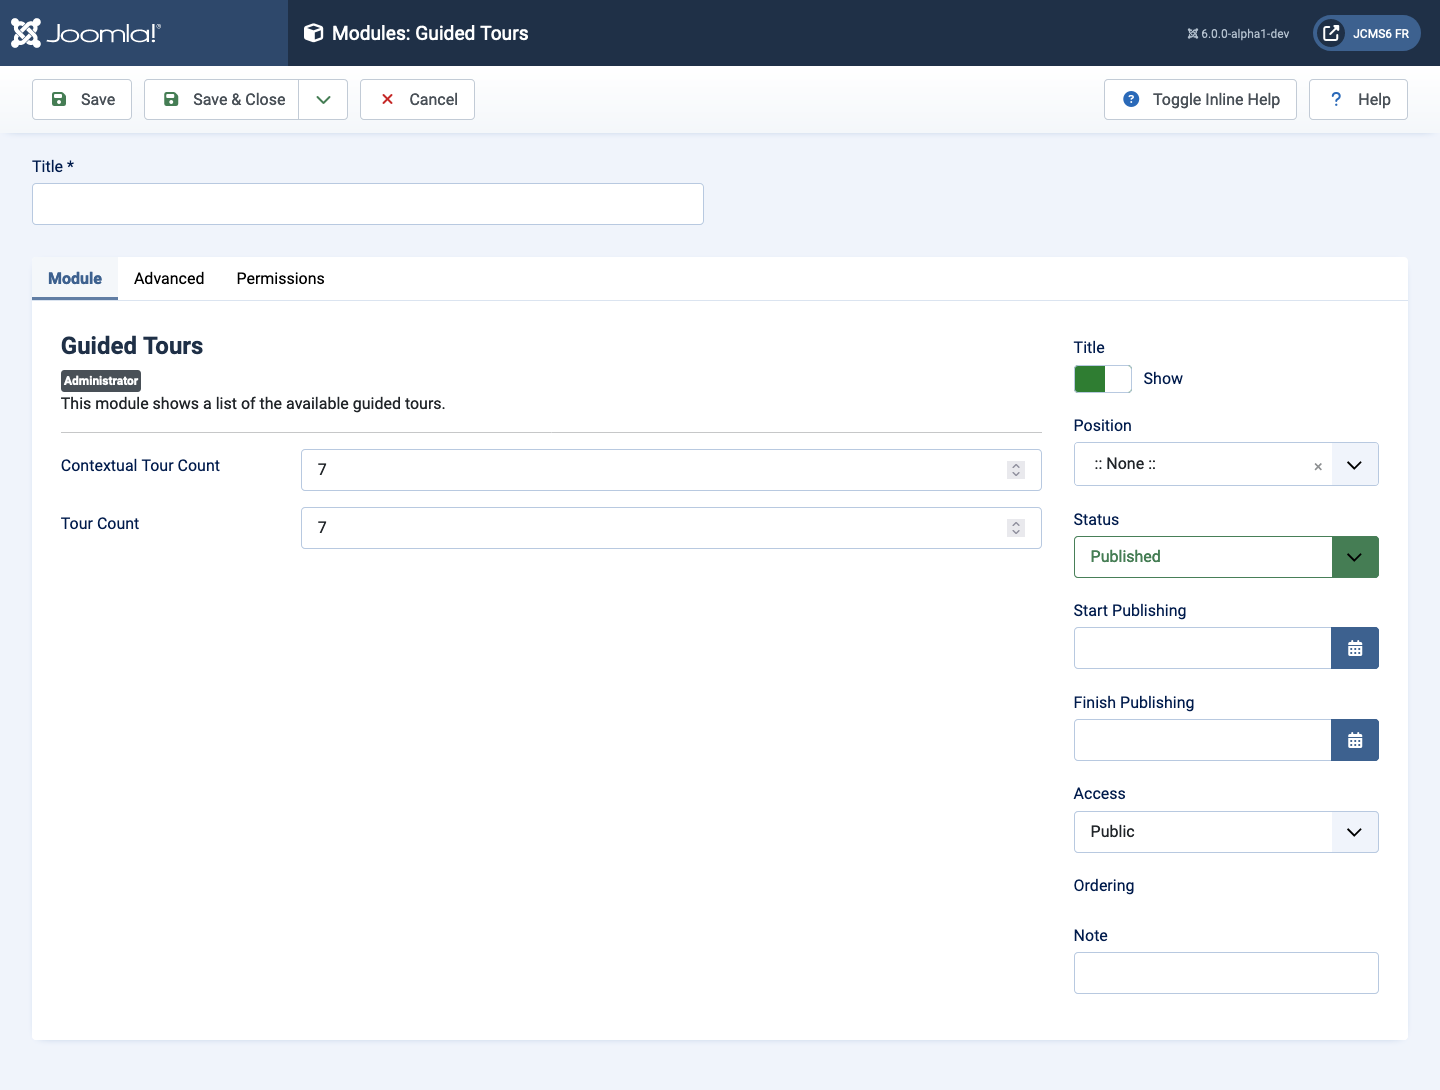 Joomla!®
Modules: Guided Tours
6.0.0-alpha1-dev
JCMS6 FR
Save
Save & Close
Cancel
Toggle Inline Help
? Help
Title *
Module
Advanced
Permissions
Guided Tours
Administrator
This module shows a list of the available guided tours.
Contextual Tour Count
7
Tour Count
7
Title
Show
Position
:: None ::
×
Status
Published
Start Publishing
Finish Publishing
Access
Public
Ordering
Note